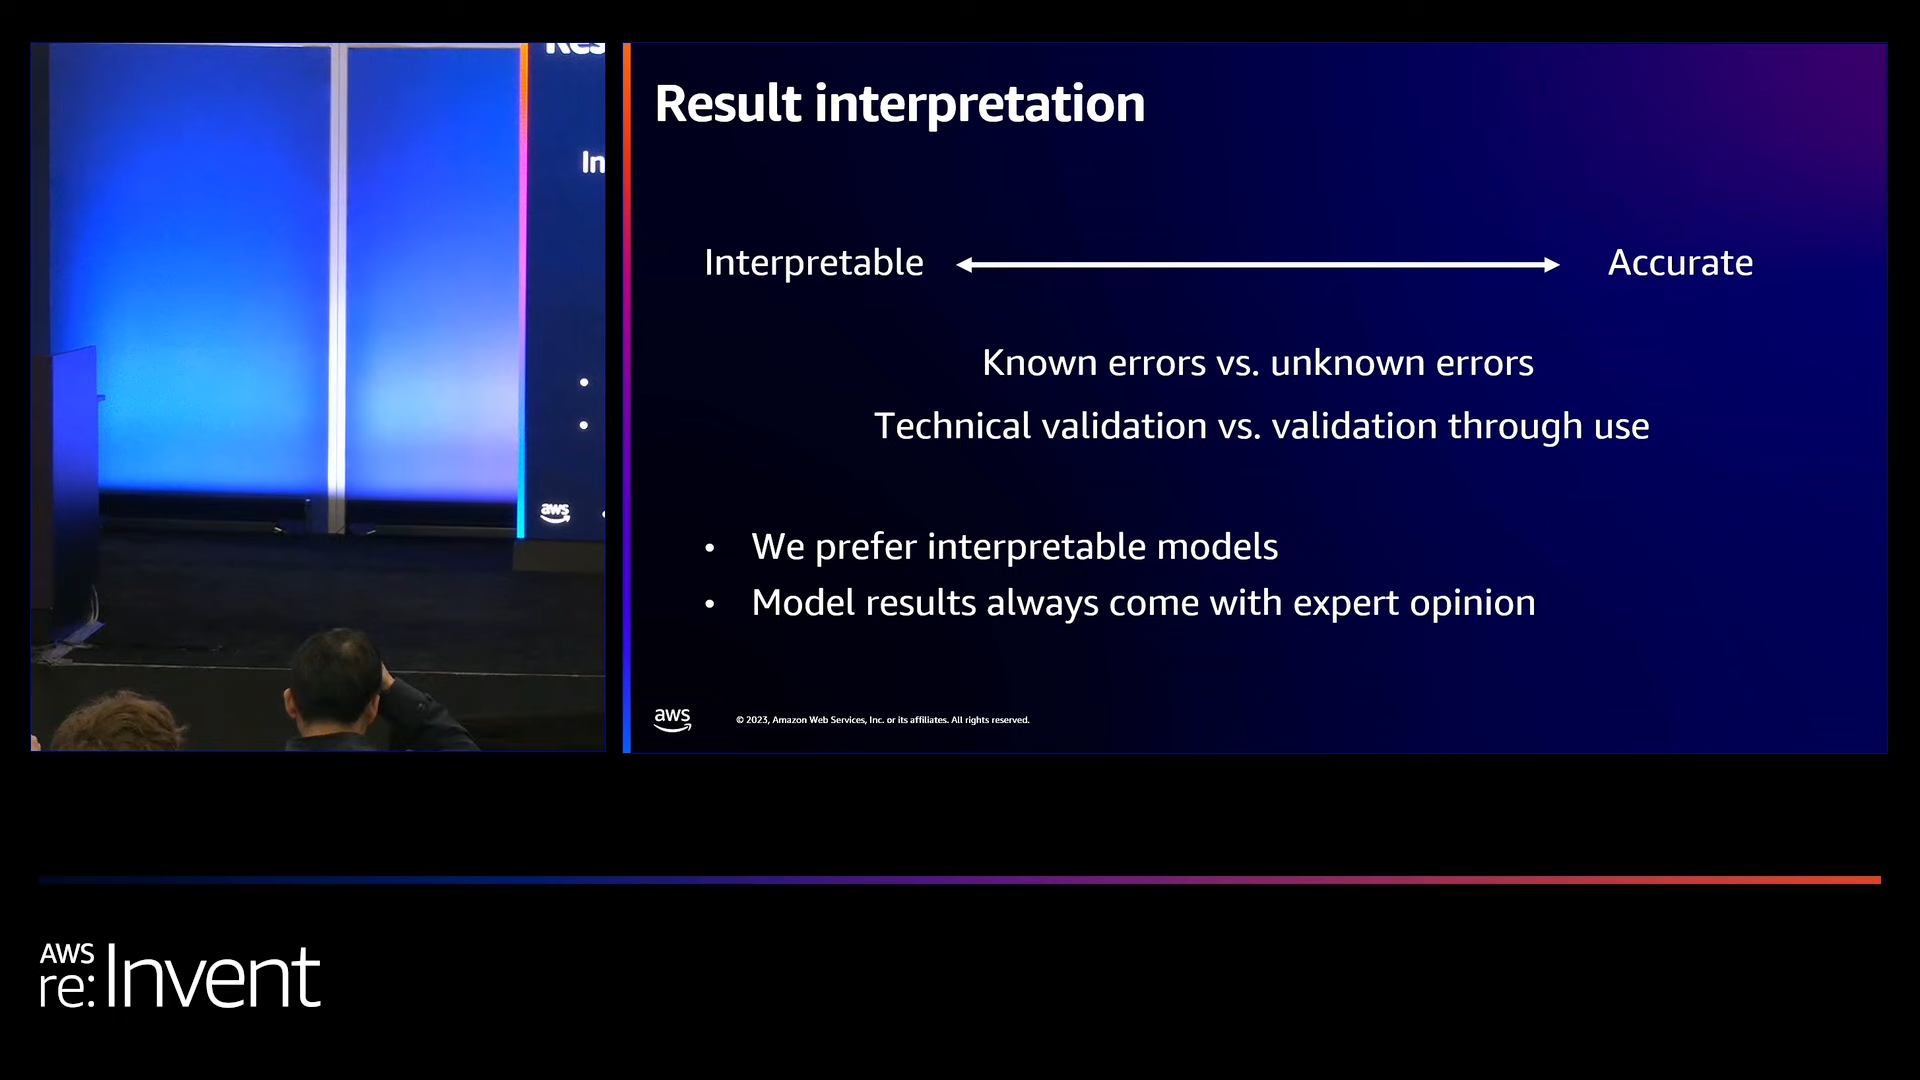 Res
In
aws
Result interpretation
Interpretable
Accurate
Known errors vs. unknown errors
Technical validation vs. validation through use
• We prefer interpretable models
• Model results always come with expert opinion
aws
© 2023, Amazon Web Services, Inc. or its affiliates. All rights reserved.
AWS
re:Invent